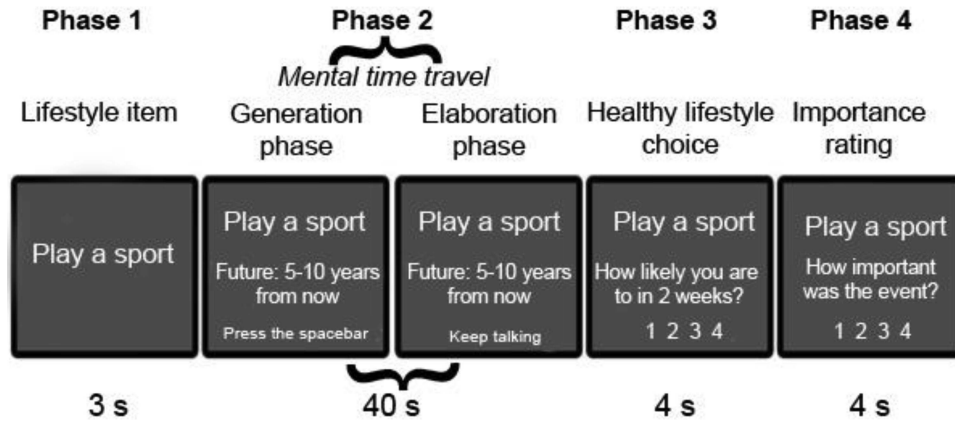 Phase 1
Phase 2
Phase 3
Phase 4
Mental time travel
Lifestyle item
Generation
phase
Elaboration
phase
Healthy lifestyle
choice
Importance
rating
Play a sport
Play a sport
Future: 5-10 years
from now
Press the spacebar
Play a sport
Future: 5-10 years
from now
Keep talking
Play a sport
How likely you are
to in 2 weeks?
1 2 3 4
Play a sport
How important
was the event?
1 2 3 4
3 s
40 s
4 s
4 s